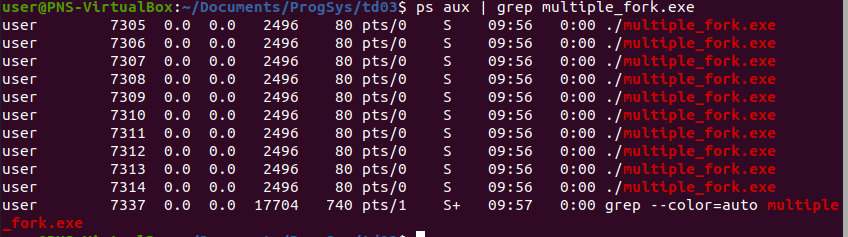 user@PNS-VirtualBox:~/Documents/ProgSys/td03$ ps aux | grep multiple_fork.exe
user 7305 0.0 0.0 2496 80 pts/0 S 09:56 0:00 ./multiple_fork.exe
user 7306 0.0 0.0 2496 80 pts/0 S 09:56 0:00 ./multiple_fork.exe
user 7307 0.0 0.0 2496 80 pts/0 S 09:56 0:00 ./multiple_fork.exe
user 7308 0.0 0.0 2496 80 pts/0 S 09:56 0:00 ./multiple_fork.exe
user 7309 0.0 0.0 2496 80 pts/0 S 09:56 0:00 ./multiple_fork.exe
user 7310 0.0 0.0 2496 80 pts/0 S 09:56 0:00 ./multiple_fork.exe
user 7311 0.0 0.0 2496 80 pts/0 S 09:56 0:00 ./multiple_fork.exe
user 7312 0.0 0.0 2496 80 pts/0 S 09:56 0:00 ./multiple_fork.exe
user 7313 0.0 0.0 2496 80 pts/0 S 09:56 0:00 ./multiple_fork.exe
user 7314 0.0 0.0 2496 80 pts/0 S 09:56 0:00 ./multiple_fork.exe
user 7337 0.0 0.0 17704 740 pts/1 S+ 09:57 0:00 grep --color=auto multiple
_fork.exe